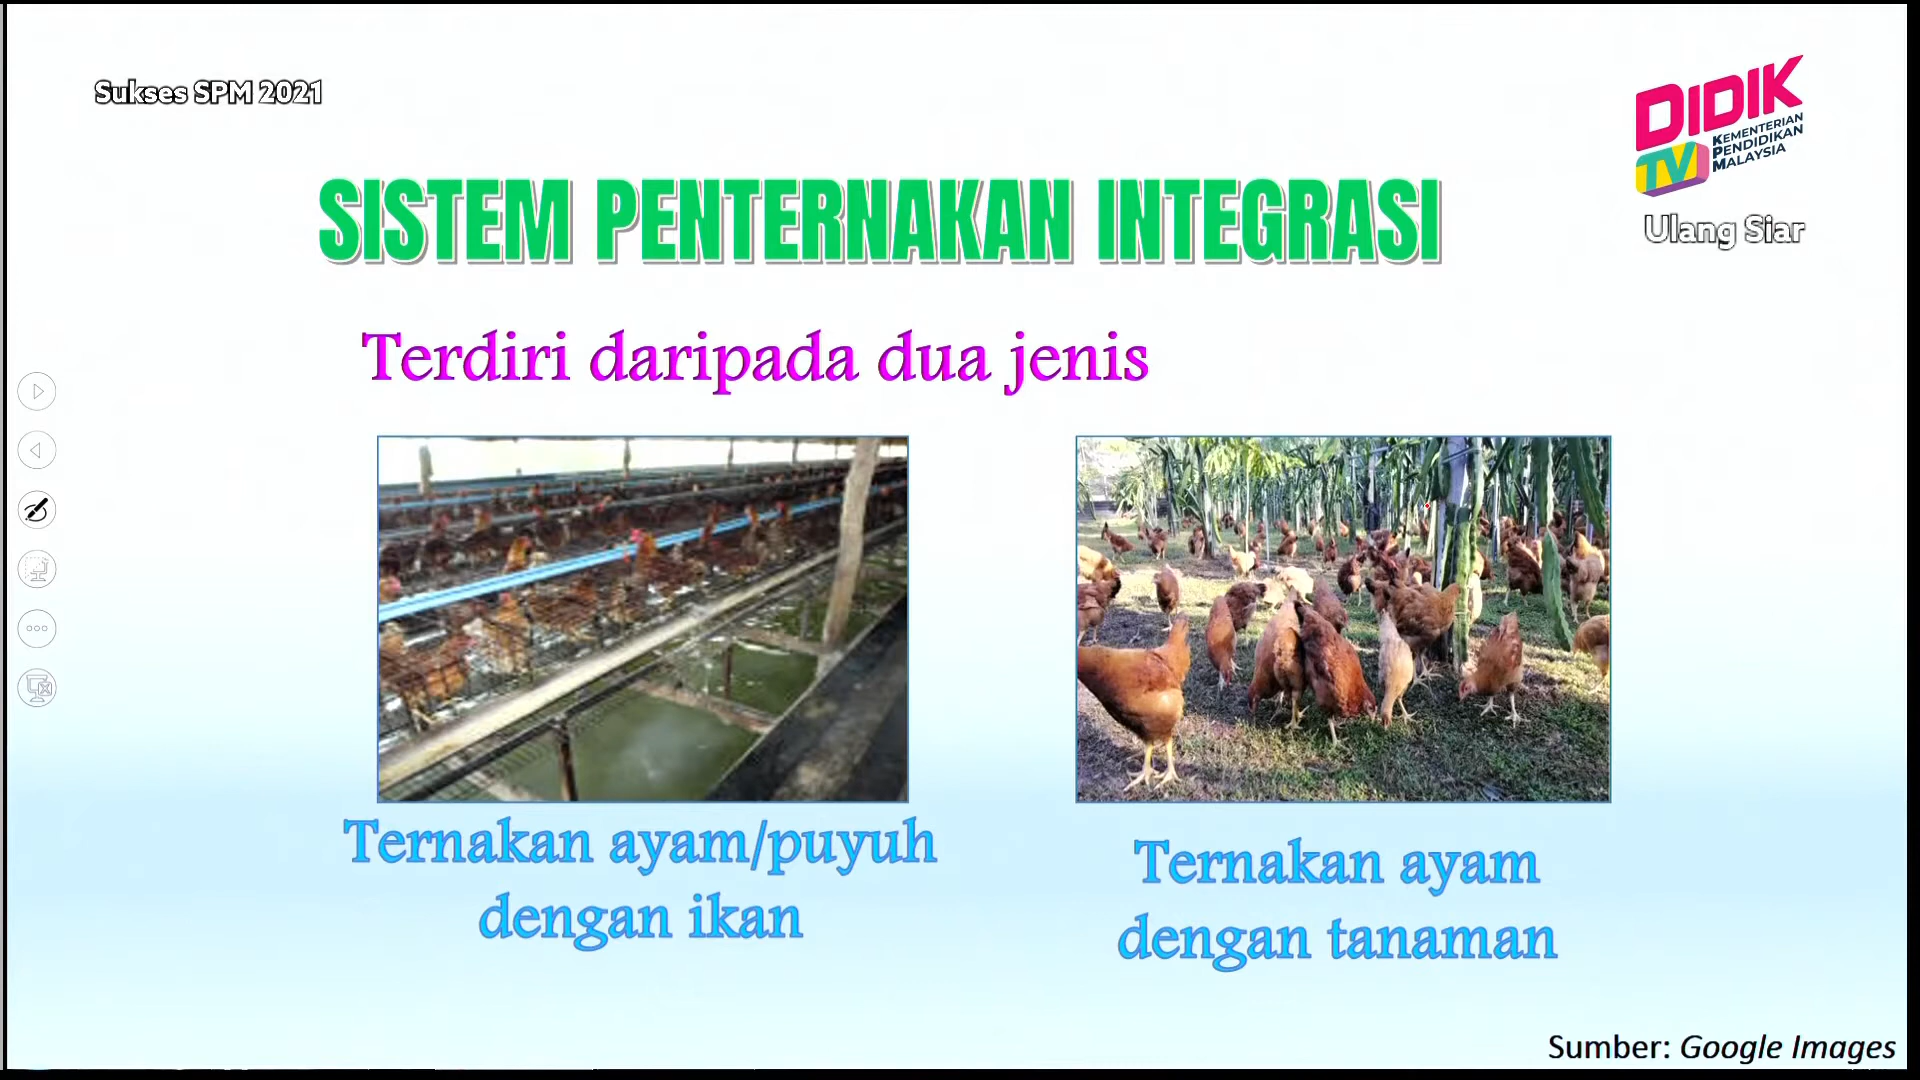 Sukses SPM 2021
DIDIK
TV
KEMENTERIAN
PENDIDIKAN
MALAYSIA
Ulang Siar
SISTEM PENTERNAKAN INTEGRASI
Terdiri daripada dua jenis
Ternakan ayam/puyuh
dengan ikan
Ternakan ayam
dengan tanaman
Sumber: Google Images